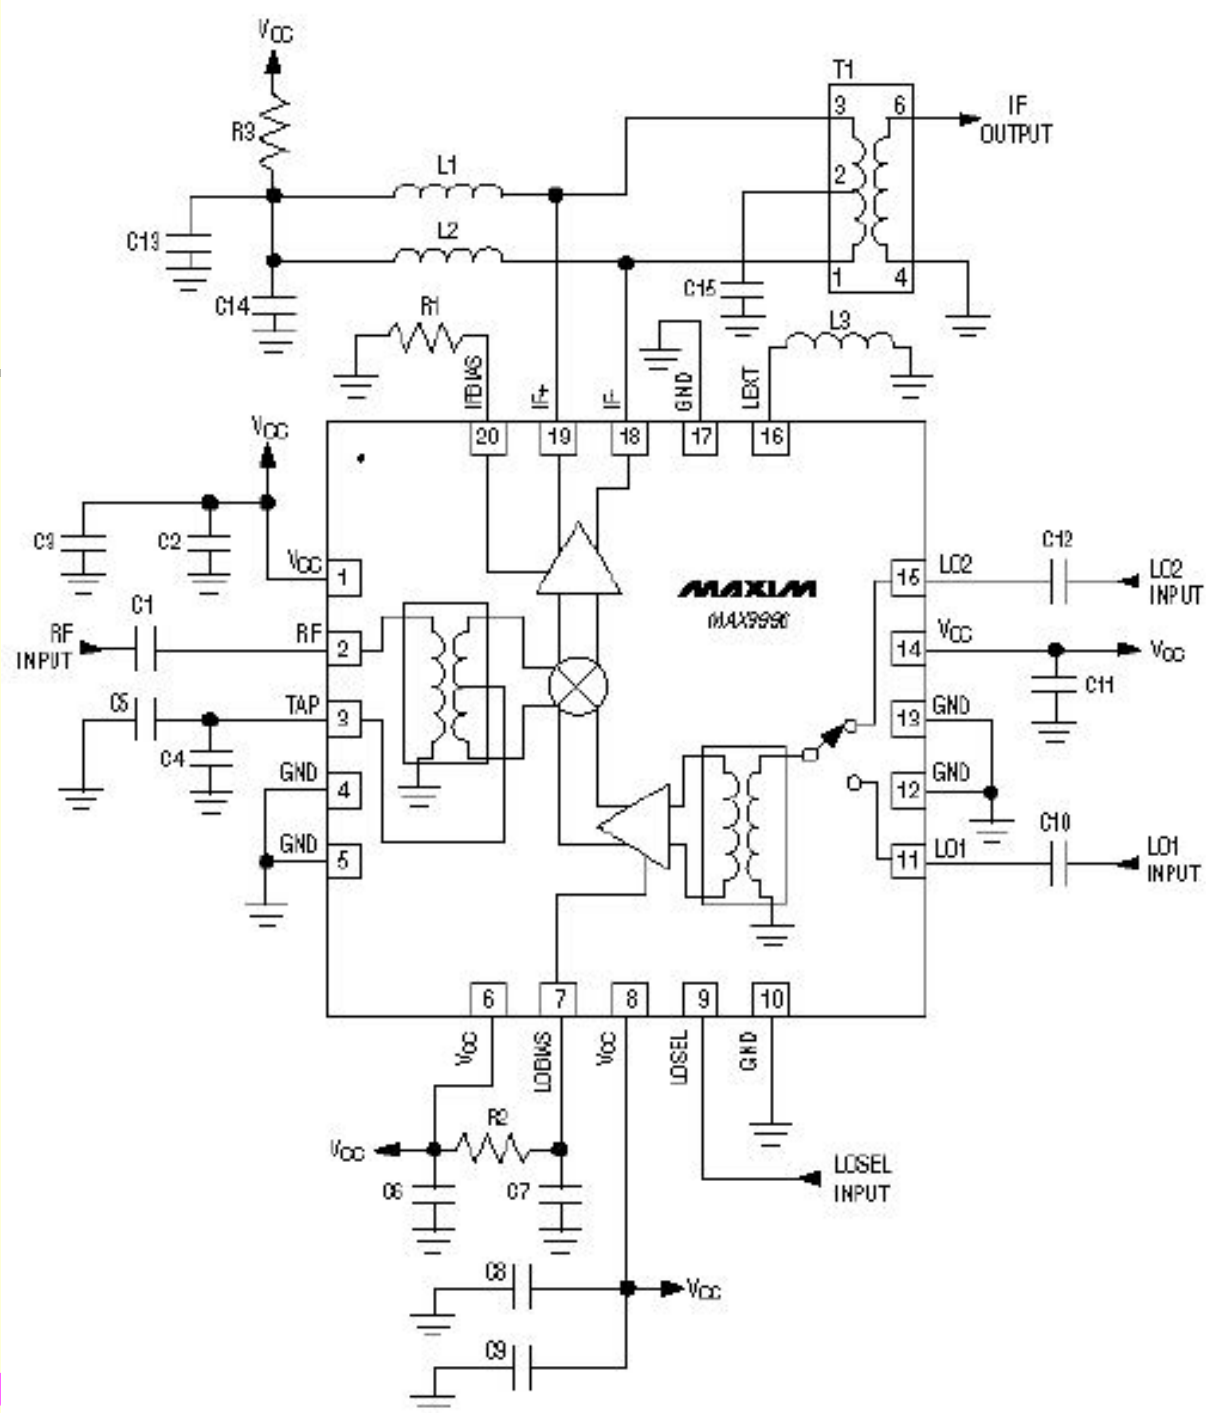 VCC
T1
R3
3
6
IF
OUTPUT
L1
2
C13
L2
C15
1
4
C14
R1
L3
IFBIAS
IF+
IF-
GND
LEXT
VCC
20
19
18
17
16
C3
C2
VCC
1
MAXIM
MAX9996
15
LO2
C12
LO2
INPUT
C1
RF
INPUT
RF
2
14
VCC
VCC
C11
C5
TAP
3
13
GND
C4
GND
4
12
GND
GND
5
11
LO1
C10
LO1
INPUT
6
7
8
9
10
VCC
LOBIAS
VCC
LOSEL
GND
R2
VCC
LOSEL
INPUT
C6
C7
C8
VCC
C9